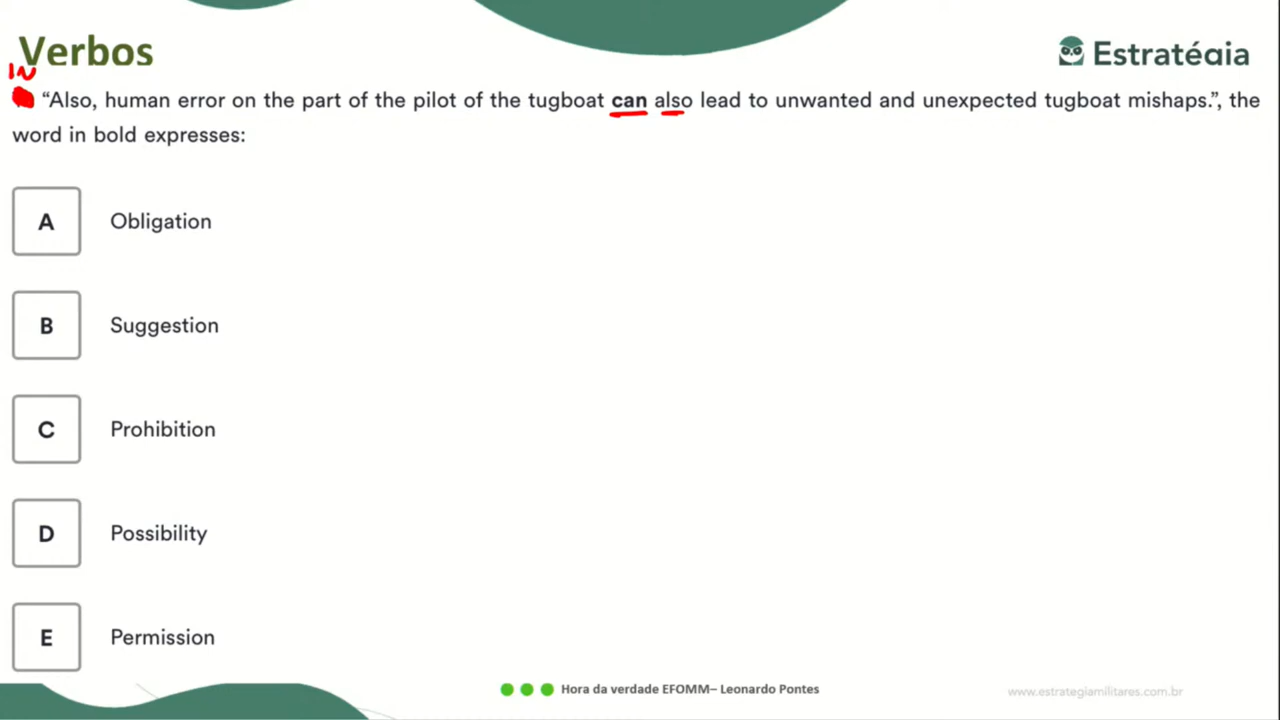 Verbos
Estratégia
IN
“Also, human error on the part of the pilot of the tugboat can also lead to unwanted and unexpected tugboat mishaps.”, the
word in bold expresses:
A Obligation
B Suggestion
C Prohibition
D Possibility
E Permission
Hora da verdade EFOMM– Leonardo Pontes
www.estrategiamilitares.com.br